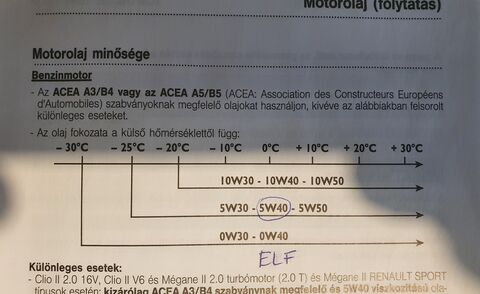 Motorolaj (folytatás)
Motorolaj minősége
Benzinmotor
- Az ACEA A3/B4 vagy az ACEA A5/B5 (ACEA: Association des Constructeurs Européens
d'Automobiles) szabványoknak megfelelő olajokat használjon, kivéve az alábbiakban felsorolt
különleges eseteket.
- Az olaj fokozata a külső hőmérséklettől függ:
– 30°C – 25°C – 20°C – 10°C 0°C + 10°C + 20°C + 30°C
10W30 - 10W40 - 10W50
5W30 - 5W40 - 5W50
0W30 - 0W40
ELF
Különleges esetek:
- Clio II 2.0 16V, Clio II V6 és Mégane II 2.0 turbómotor (2.0 T) és Mégane II RENAULT SPORT
típusok esetén: kizárólag ACEA A3/B4 szabványnak megfelelő és 5W40 viszkozitású ola-